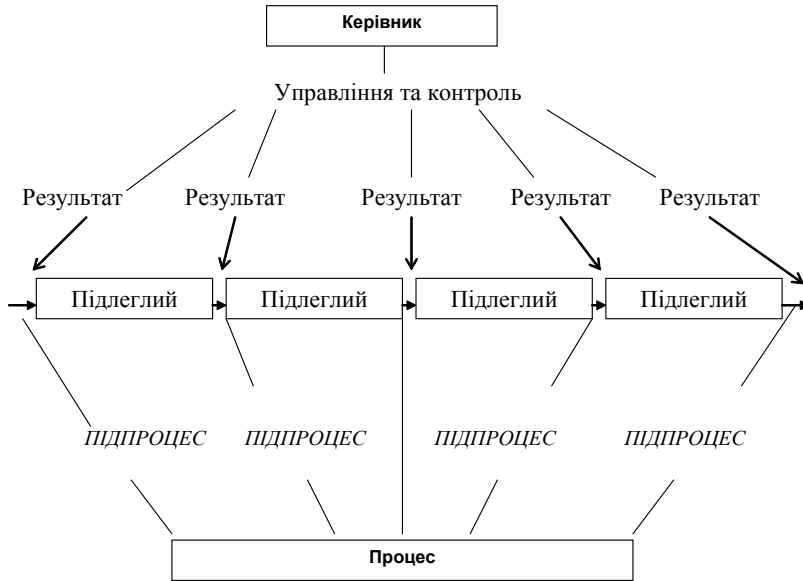 Керівник
Управління та контроль
Результат Результат Результат Результат Результат
Підлеглий Підлеглий Підлеглий Підлеглий
ПІДПРОЦЕС ПІДПРОЦЕС ПІДПРОЦЕС ПІДПРОЦЕС
Процес